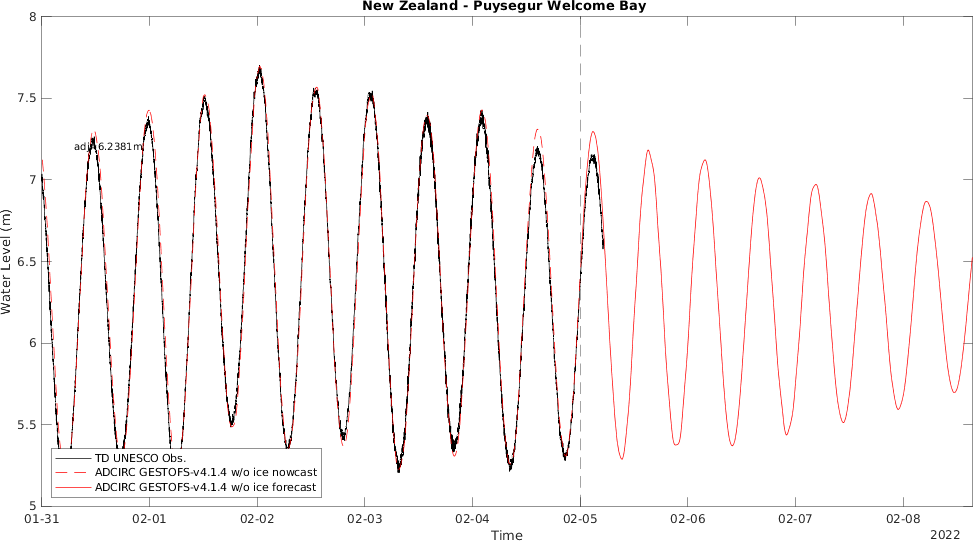 New Zealand - Puysegur Welcome Bay
8
7.5
7
6.5
6
5.5
5
Water Level (m)
adj: 6.2381m
TD UNESCO Obs.
ADCIRC GESTOFS-v4.1.4 w/o ice nowcast
ADCIRC GESTOFS-v4.1.4 w/o ice forecast
01-31
02-01
02-02
02-03
02-04
02-05
02-06
02-07
02-08
Time
2022